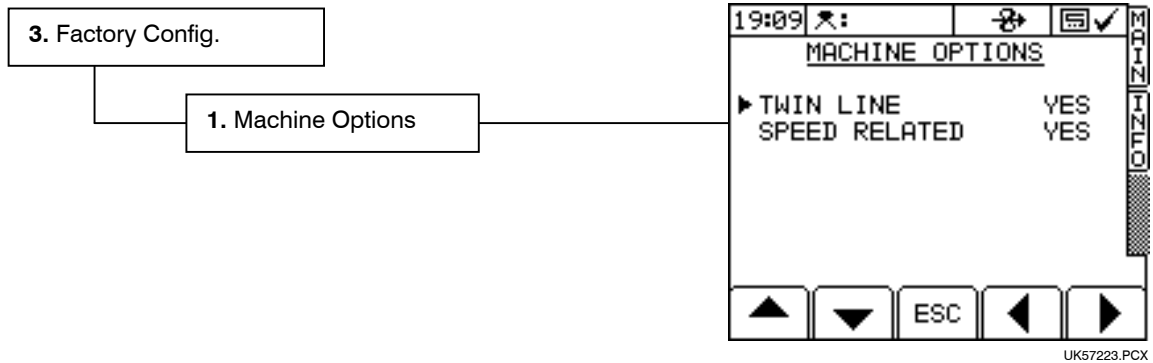 3. Factory Config.
1. Machine Options
19:09
MACHINE OPTIONS
TWIN LINE YES
SPEED RELATED YES
MAIN
INFO
ESC
UK57223.PCX